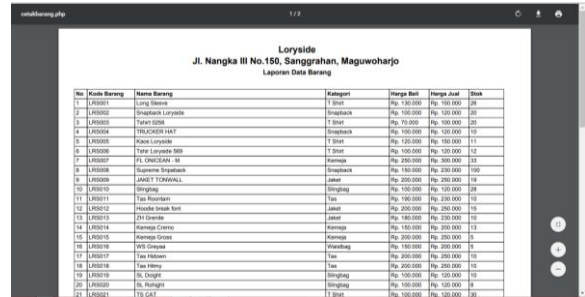 cetakbarang.php
1 / 2
Loryside
Jl. Nangka III No.150, Sanggrahan, Maguwoharjo
Laporan Data Barang
No Kode Barang Nama Barang Kategori Harga Beli Harga Jual Stok
1 LRS001 Long Sleeve T Shirt Rp. 130.000 Rp. 150.000 26
2 LRS002 Snapback Loryside Snapback Rp. 100.000 Rp. 120.000 20
3 LRS003 Tshirt 0256 T Shirt Rp. 70.000 Rp. 100.000 20
4 LRS004 TRUCKER HAT Snapback Rp. 100.000 Rp. 120.000 10
5 LRS005 Kaos Loryside T Shirt Rp. 120.000 Rp. 150.000 11
6 LRS006 Tshir Loryside 569 T Shirt Rp. 100.000 Rp. 120.000 12
7 LRS007 FL ONICEAN - M Kemeja Rp. 250.000 Rp. 300.000 33
8 LRS008 Supreme Snpaback Snapback Rp. 150.000 Rp. 230.000 100
9 LRS009 JAKET TONWALL Jaket Rp. 200.000 Rp. 250.000 19
10 LRS010 Slingbag Slingbag Rp. 100.000 Rp. 120.000 28
11 LRS011 Tas Roontam Tas Rp. 190.000 Rp. 230.000 10
12 LRS012 Hoodie break font Jaket Rp. 200.000 Rp. 250.000 15
13 LRS013 ZH Grenite Jaket Rp. 180.000 Rp. 230.000 10
14 LRS014 Kemeja Cremo Kemeja Rp. 150.000 Rp. 200.000 13
15 LRS015 Kemeja Gross Kemeja Rp. 200.000 Rp. 250.000 5
16 LRS016 WS Greyaa Waistbag Rp. 150.000 Rp. 200.000 5
17 LRS017 Tas Hidown Tas Rp. 200.000 Rp. 250.000 10
18 LRS018 Tas Hitmy Tas Rp. 200.000 Rp. 250.000 10
19 LRS019 SL Doight Slingbag Rp. 100.000 Rp. 120.000 10
20 LRS020 SL Rohight Slingbag Rp. 100.000 Rp. 120.000 8
21 LRS021 TS CAT T Shirt Rp. 100.000 Rp. 120.000 30